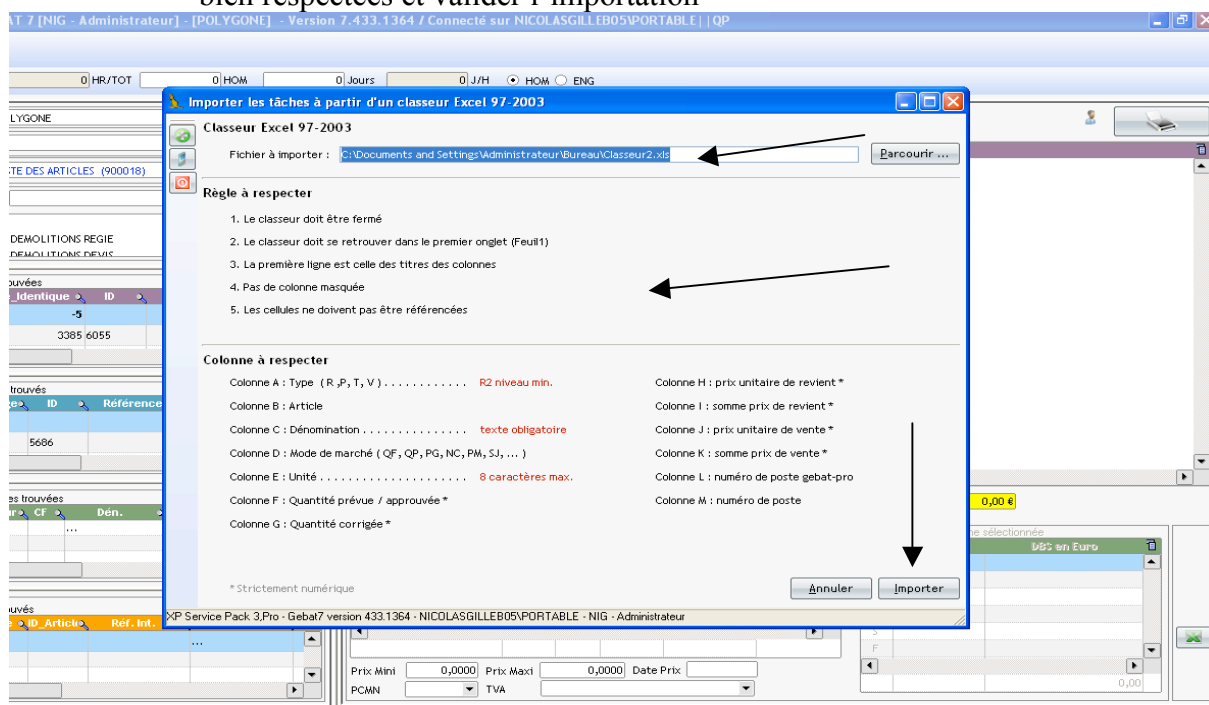 bien respectées et valider l'importation
AT 7 [NIG - Administrateur] - [POLYGONE] - Version 7.433.1364 / Connecté sur NICOLASGILLEB05\PORTABLE| |QP
0 HR/TOT 0 HOM 0 Jours 0 J/H HOM ENG
LYGONE
TE DES ARTICLES (900018)
DEMOLITIONS REGIE
DEMOLITIONS DEVIS
ouvées
_Identique ID
-5
3385 6055
trouvés
ID Référence
5686
es trouvées
CF Dén.
...
ouvés
ID_Article Réf. Int.
...
Importer les tâches à partir d'un classeur Excel 97-2003
Classeur Excel 97-2003
Fichier à importer : C:\Documents and Settings\Administrateur\Bureau\Classeur2.xls Parcourir ...
Règle à respecter
1. Le classeur doit être fermé
2. Le classeur doit se retrouver dans le premier onglet (Feuil1)
3. La première ligne est celle des titres des colonnes
4. Pas de colonne masquée
5. Les cellules ne doivent pas être référencées
Colonne à respecter
Colonne A : Type ( R ,P, T, V ) . . . . . . . . . . . . R2 niveau min.
Colonne B : Article
Colonne C : Dénomination . . . . . . . . . . . . . . . texte obligatoire
Colonne D : Mode de marché ( QF, QP, PG, NC, PM, SJ, ... )
Colonne E : Unité . . . . . . . . . . . . . . . . . . . . . 8 caractères max.
Colonne F : Quantité prévue / approuvée *
Colonne G : Quantité corrigée *
Colonne H : prix unitaire de revient *
Colonne I : somme prix de revient *
Colonne J : prix unitaire de vente *
Colonne K : somme prix de vente *
Colonne L : numéro de poste gebat-pro
Colonne M : numéro de poste
* Strictement numérique
Annuler Importer
XP Service Pack 3,Pro - Gebat7 version 433.1364 - NICOLASGILLEB05\PORTABLE - NIG - Administrateur
0,00 €
ne sélectionnée
DBS en Euro
S
F
0,00
Prix Mini 0,0000 Prix Maxi 0,0000 Date Prix
PCMN TVA